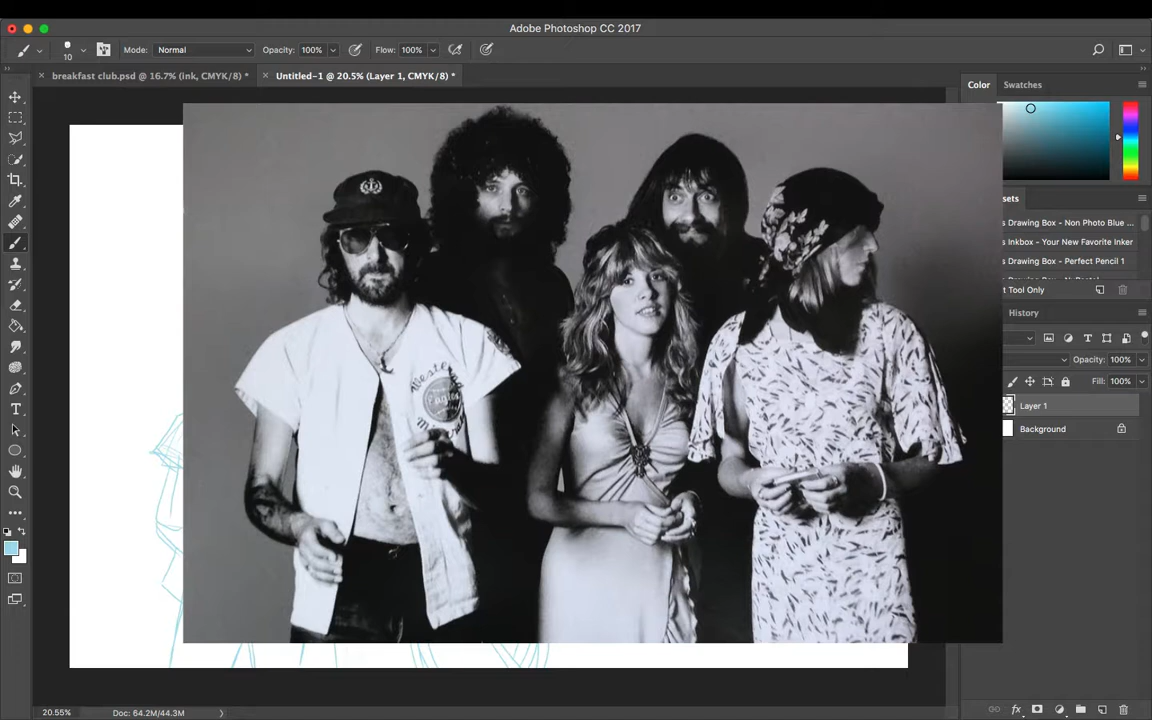 Adobe Photoshop CC 2017
10 Mode: Normal Opacity: 100% Flow: 100%
breakfast club.psd @ 16.7% (ink, CMYK/8) * Untitled-1 @ 20.5% (Layer 1, CMYK/8) *
Color Swatches
sets
s Drawing Box - Non Photo Blue ...
s Inkbox - Your New Favorite Inker
s Drawing Box - Perfect Pencil 1
t Tool Only
History
Opacity: 100%
Fill: 100%
Layer 1
Background
Eagles
20.55% Doc: 64.2M/44.3M